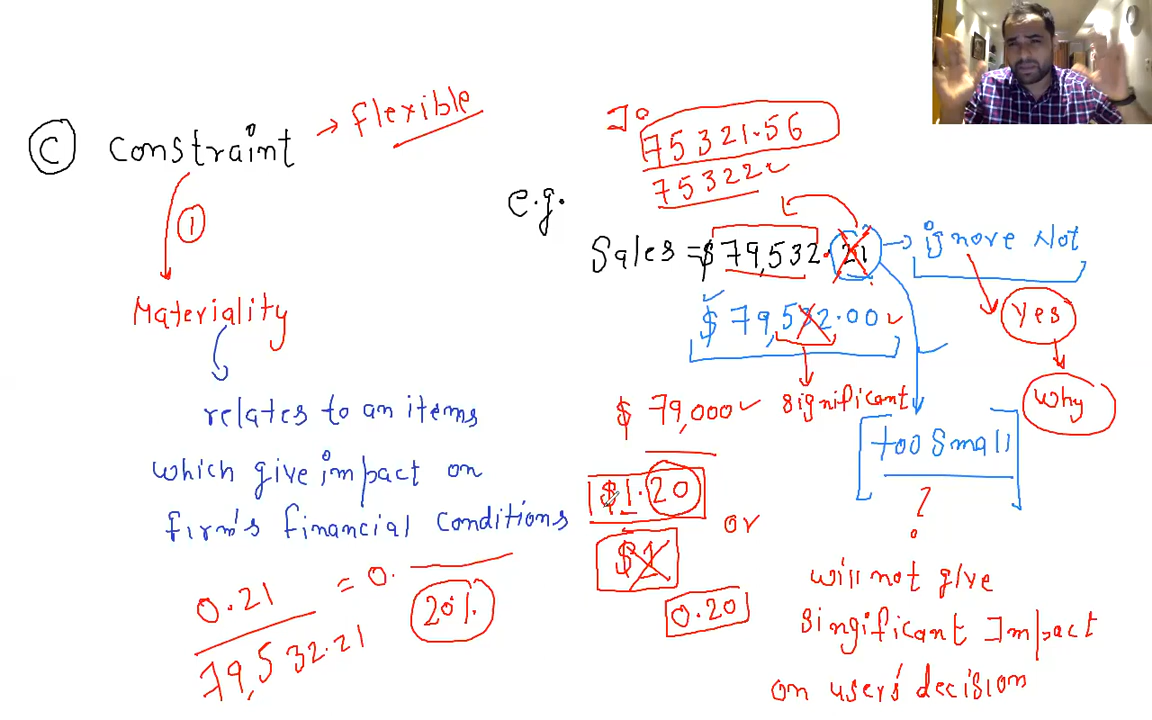 C constraint → Flexible
1
Materiality
relates to an items
which give impact on
firm's financial conditions
0.21
79,532.21
= 0.
20%
To
75321.56
75322
e.g.
Sales = $79,532.21 → ignore Not
$79,532.00
Yes
Why
significant
$79,000
too small
?
$1.20
or
$1
0.20
will not give
singificant Impact
on users' decision